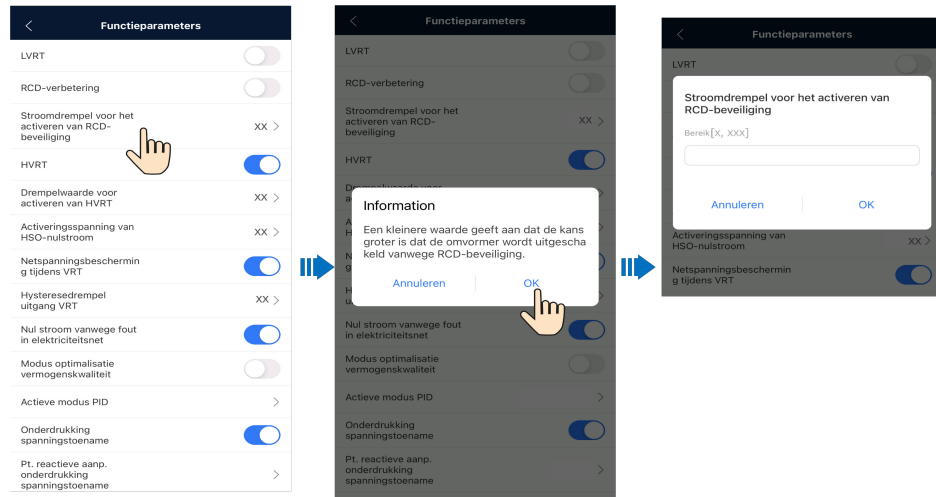 Functieparameters
LVRT
RCD-verbetering
Stroomdrempel voor het
activeren van RCD-
beveiliging
XX
HVRT
Drempelwaarde voor
activeren van HVRT
XX
Activeringsspanning van
HSO-nulstroom
XX
Netspanningsbeschermin
g tijdens VRT
Hysteresedrempel
uitgang VRT
XX
Nul stroom vanwege fout
in elektriciteitsnet
Modus optimalisatie
vermogenskwaliteit
Actieve modus PID
Onderdrukking
spanningstoename
Pt. reactieve aanp.
onderdrukking
spanningstoename
Functieparameters
LVRT
RCD-verbetering
Stroomdrempel voor het
activeren van RCD-
beveiliging
XX
HVRT
Information
Een kleinere waarde geeft aan dat de kans
groter is dat de omvormer wordt uitgescha
keld vanwege RCD-beveiliging.
Annuleren
OK
Nul stroom vanwege fout
in elektriciteitsnet
Modus optimalisatie
vermogenskwaliteit
Actieve modus PID
Onderdrukking
spanningstoename
Pt. reactieve aanp.
onderdrukking
spanningstoename
Functieparameters
LVRT
Stroomdrempel voor het activeren van
RCD-beveiliging
Bereik[X, XXX]
Annuleren
OK
Activeringsspanning van
HSO-nulstroom
XX
Netspanningsbeschermin
g tijdens VRT